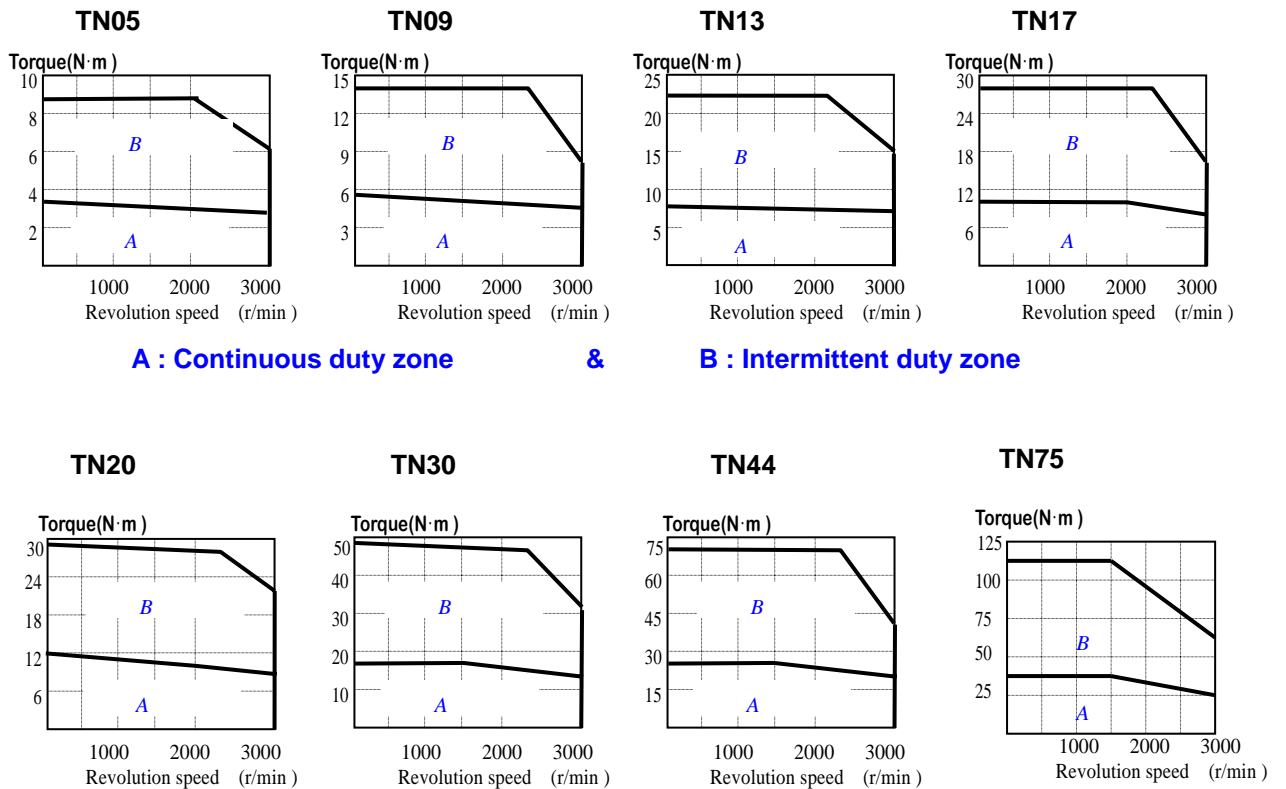 TN05 TN09 TN13 TN17
Torque(N·m ) Torque(N·m ) Torque(N·m ) Torque(N·m )
10 15 25 30
8 12 20 24
B B B B
6 9 15 18
4 6 10 12
2 3 5 6
A A A A
1000 2000 3000 1000 2000 3000 1000 2000 3000 1000 2000 3000
Revolution speed (r/min ) Revolution speed (r/min ) Revolution speed (r/min ) Revolution speed (r/min )
A : Continuous duty zone & B : Intermittent duty zone
TN20 TN30 TN44 TN75
Torque(N·m ) Torque(N·m ) Torque(N·m ) Torque(N·m )
30 50 75 125
24 40 60 100
B B B B
18 30 45 75
12 20 30 50
6 10 15 25
A A A A
1000 2000 3000 1000 2000 3000 1000 2000 3000 1000 2000 3000
Revolution speed (r/min ) Revolution speed (r/min ) Revolution speed (r/min ) Revolution speed (r/min )